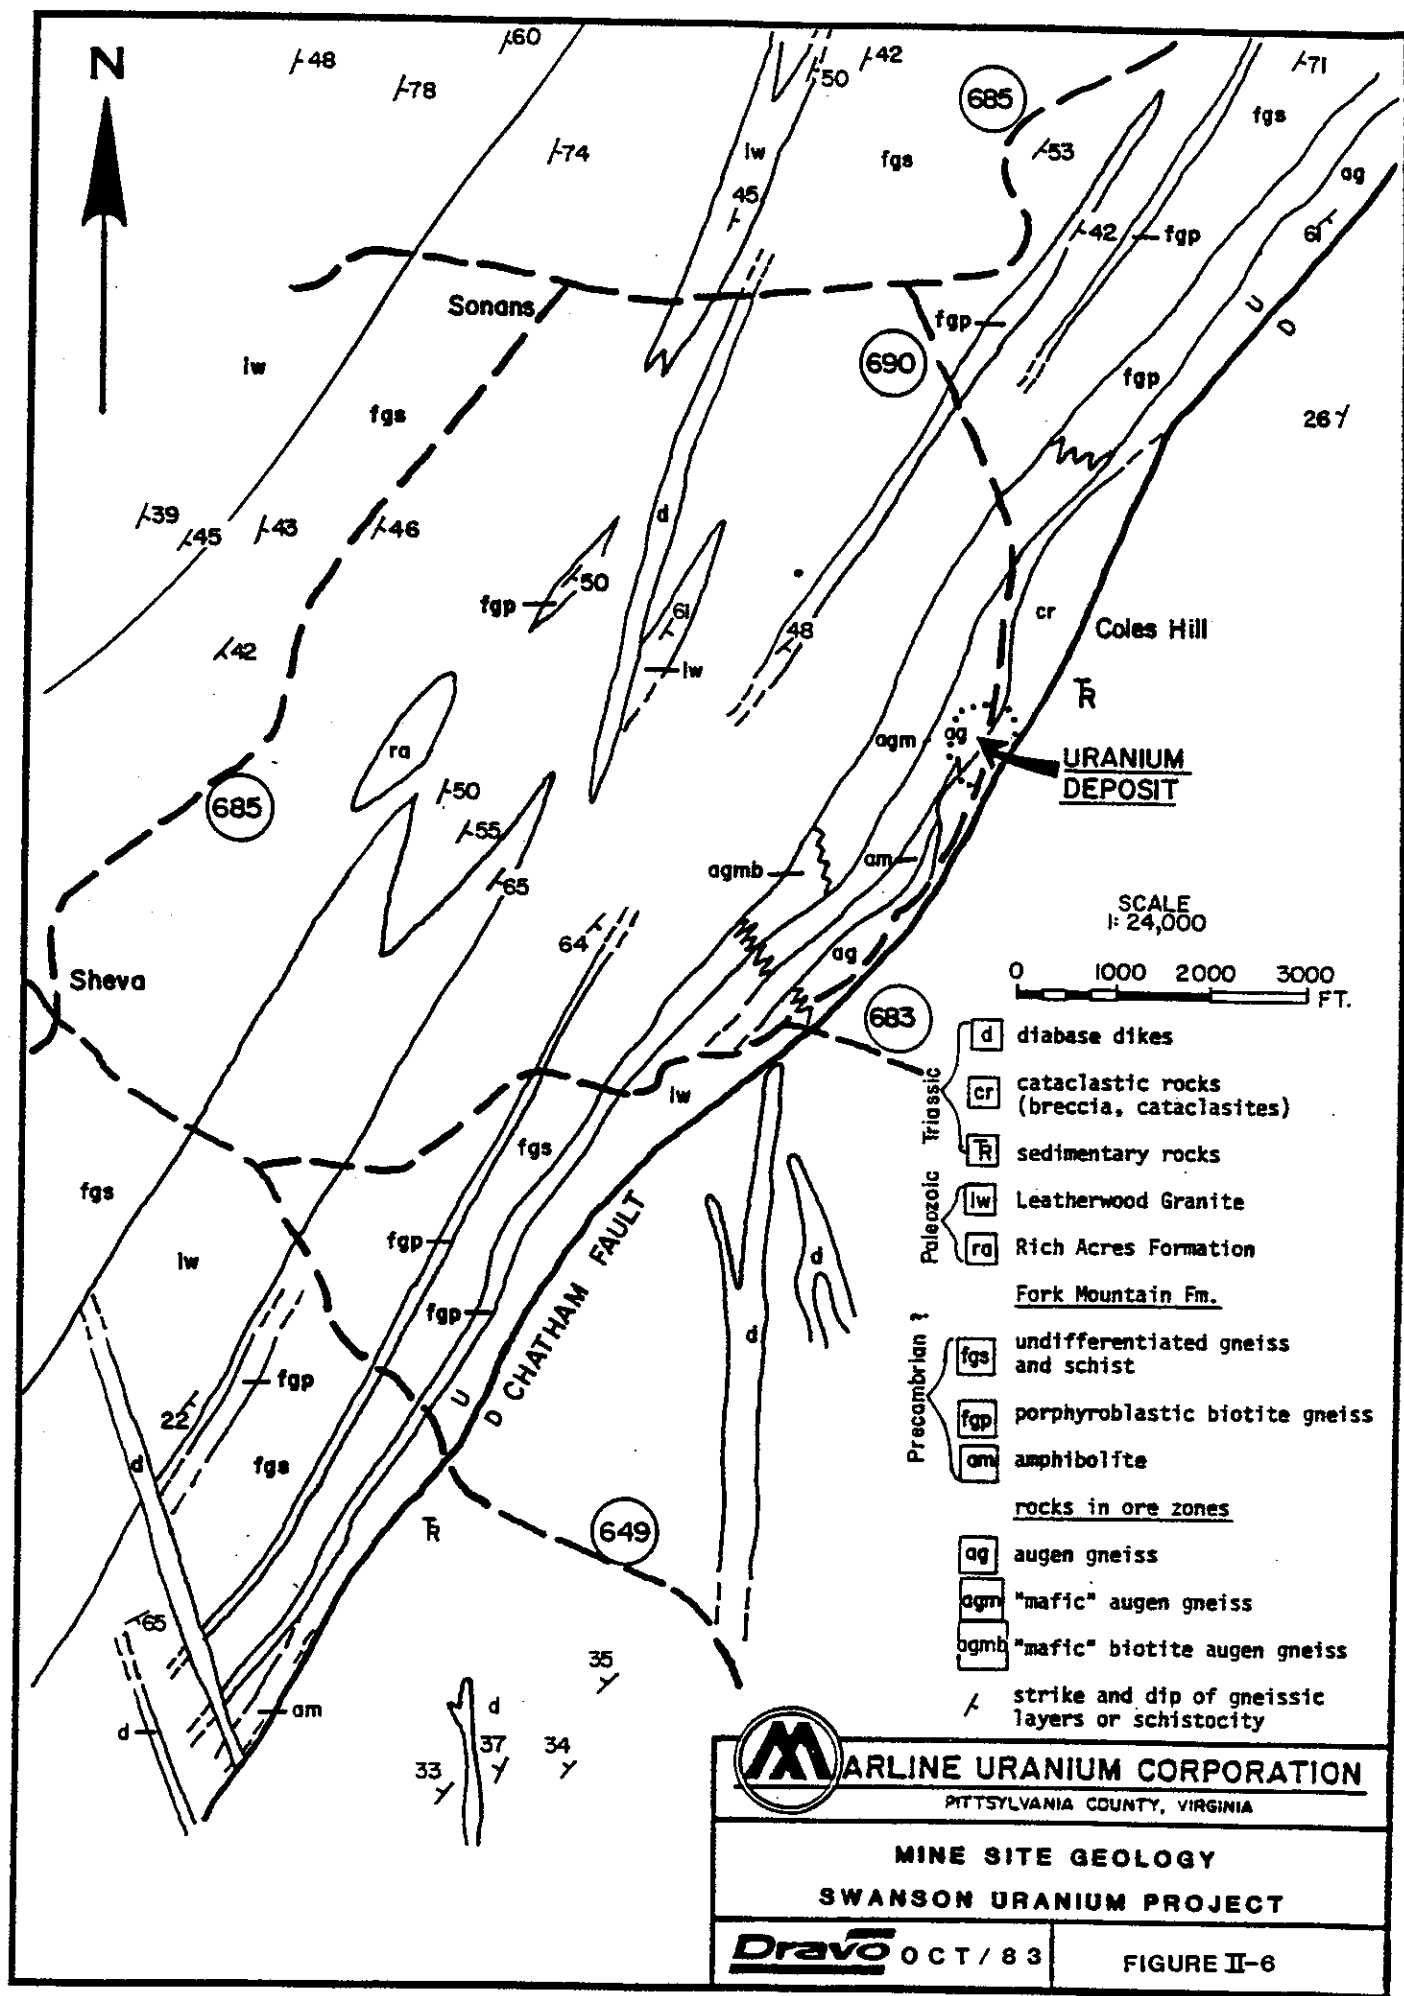 N
48
60
78
42
50
71
74
685
lw
fgs
fgs
53
ag
45
42
fgp
61
Sonans
U
D
fgp
690
lw
fgs
fgp
26
39
45
43
46
d
50
fgp
61
cr
Coles Hill
42
48
lw
TR
ra
agm
ag
URANIUM
DEPOSIT
685
50
55
65
agmb
am
64
ag
Sheva
683
SCALE
1: 24,000
0 1000 2000 3000
FT.
lw
fgs
fgs
fgp
lw
fgp
CHATHAM FAULT
U
D
d
d
fgp
22
d
fgs
TR
649
65
d
am
35
d
33
37
34
Triassic
d diabase dikes
cr cataclastic rocks
(breccia, cataclasites)
TR sedimentary rocks
Paleozoic
lw Leatherwood Granite
ra Rich Acres Formation
Fork Mountain Fm.
Precambrian ?
fgs undifferentiated gneiss
and schist
fgp porphyroblastic biotite gneiss
am amphibolite
rocks in ore zones
ag augen gneiss
agm "mafic" augen gneiss
agmb "mafic" biotite augen gneiss
strike and dip of gneissic
layers or schistocity
MARLINE URANIUM CORPORATION
PITTSYLVANIA COUNTY, VIRGINIA
MINE SITE GEOLOGY
SWANSON URANIUM PROJECT
Dravo OCT/83
FIGURE II-6